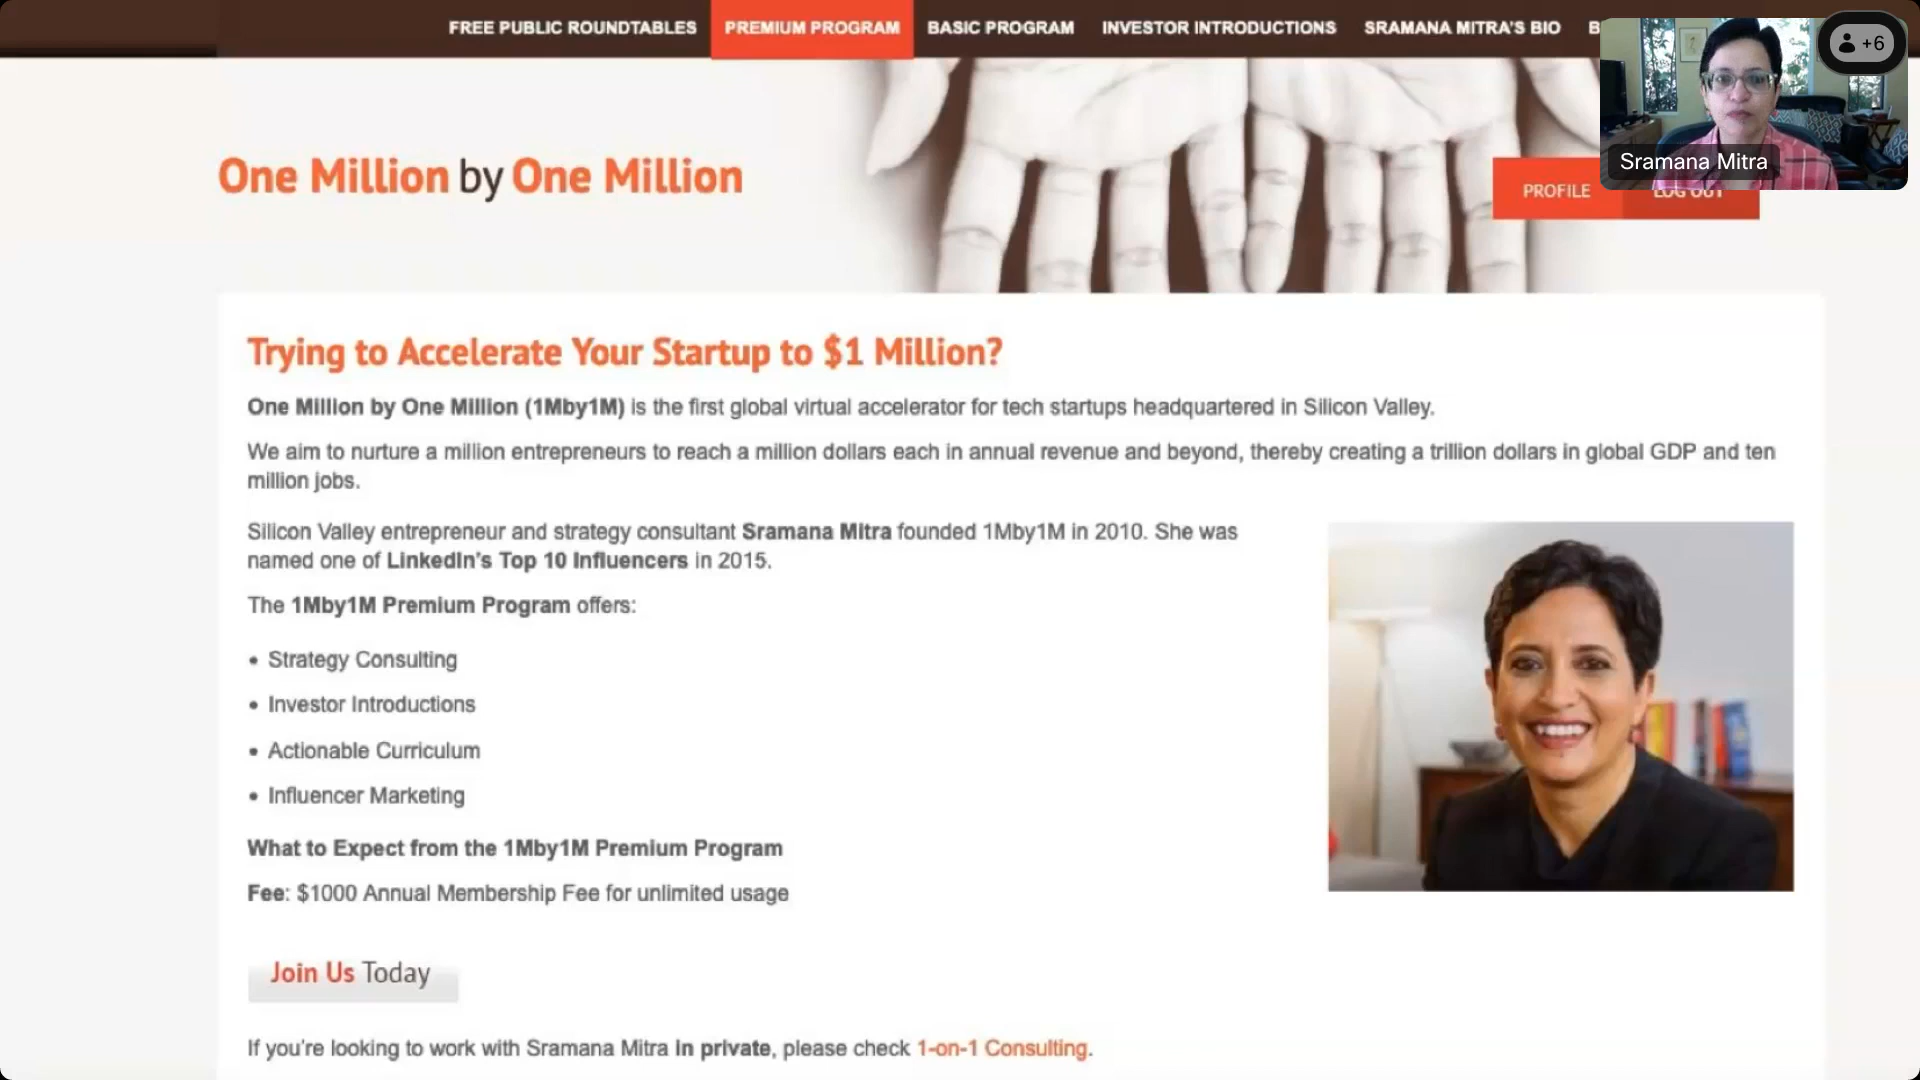 FREE PUBLIC ROUNDTABLES PREMIUM PROGRAM BASIC PROGRAM INVESTOR INTRODUCTIONS SRAMANA MITRA'S BIO B
+6
Sramana Mitra
One Million by One Million
PROFILE LOG OUT
Trying to Accelerate Your Startup to $1 Million?
One Million by One Million (1Mby1M) is the first global virtual accelerator for tech startups headquartered in Silicon Valley.
We aim to nurture a million entrepreneurs to reach a million dollars each in annual revenue and beyond, thereby creating a trillion dollars in global GDP and ten
million jobs.
Silicon Valley entrepreneur and strategy consultant Sramana Mitra founded 1Mby1M in 2010. She was
named one of LinkedIn's Top 10 Influencers in 2015.
The 1Mby1M Premium Program offers:
• Strategy Consulting
• Investor Introductions
• Actionable Curriculum
• Influencer Marketing
What to Expect from the 1Mby1M Premium Program
Fee: $1000 Annual Membership Fee for unlimited usage
Join Us Today
If you're looking to work with Sramana Mitra in private, please check 1-on-1 Consulting.